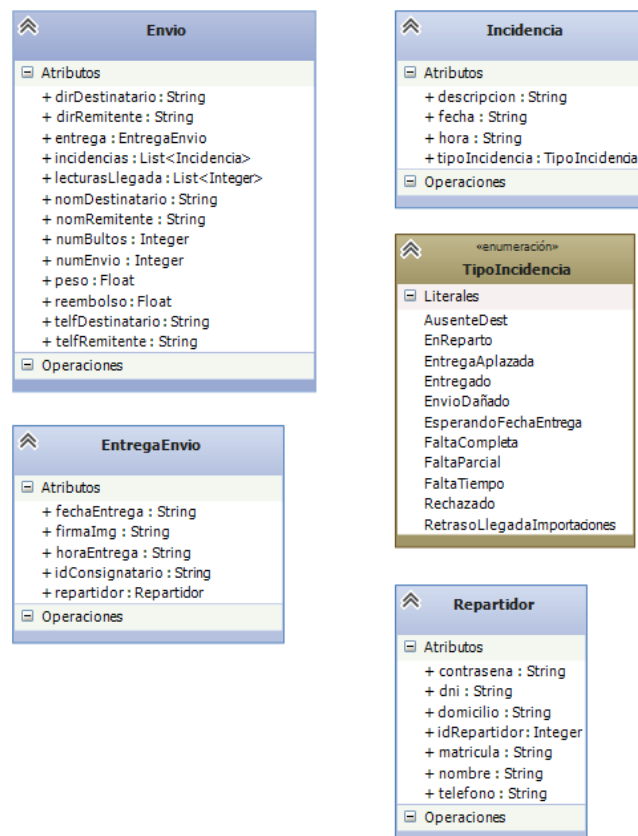 Envio
Atributos
+ dirDestinatario : String
+ dirRemitente : String
+ entrega : EntregaEnvio
+ incidencias : List<Incidencia>
+ lecturasLlegada : List<Integer>
+ nomDestinatario : String
+ nomRemitente : String
+ numBultos : Integer
+ numEnvio : Integer
+ peso : Float
+ reembolso : Float
+ telfDestinatario : String
+ telfRemitente : String
Operaciones
EntregaEnvio
Atributos
+ fechaEntrega : String
+ firmaImg : String
+ horaEntrega : String
+ idConsignatario : String
+ repartidor : Repartidor
Operaciones
Incidencia
Atributos
+ descripcion : String
+ fecha : String
+ hora : String
+ tipoIncidencia : TipoIncidencia
Operaciones
«enumeración»
TipoIncidencia
Literales
AusenteDest
EnReparto
EntregaAplazada
Entregado
EnvioDañado
EsperandoFechaEntrega
FaltaCompleta
FaltaParcial
FaltaTiempo
Rechazado
RetrasoLlegadaImportaciones
Repartidor
Atributos
+ contrasena : String
+ dni : String
+ domicilio : String
+ idRepartidor : Integer
+ matricula : String
+ nombre : String
+ telefono : String
Operaciones